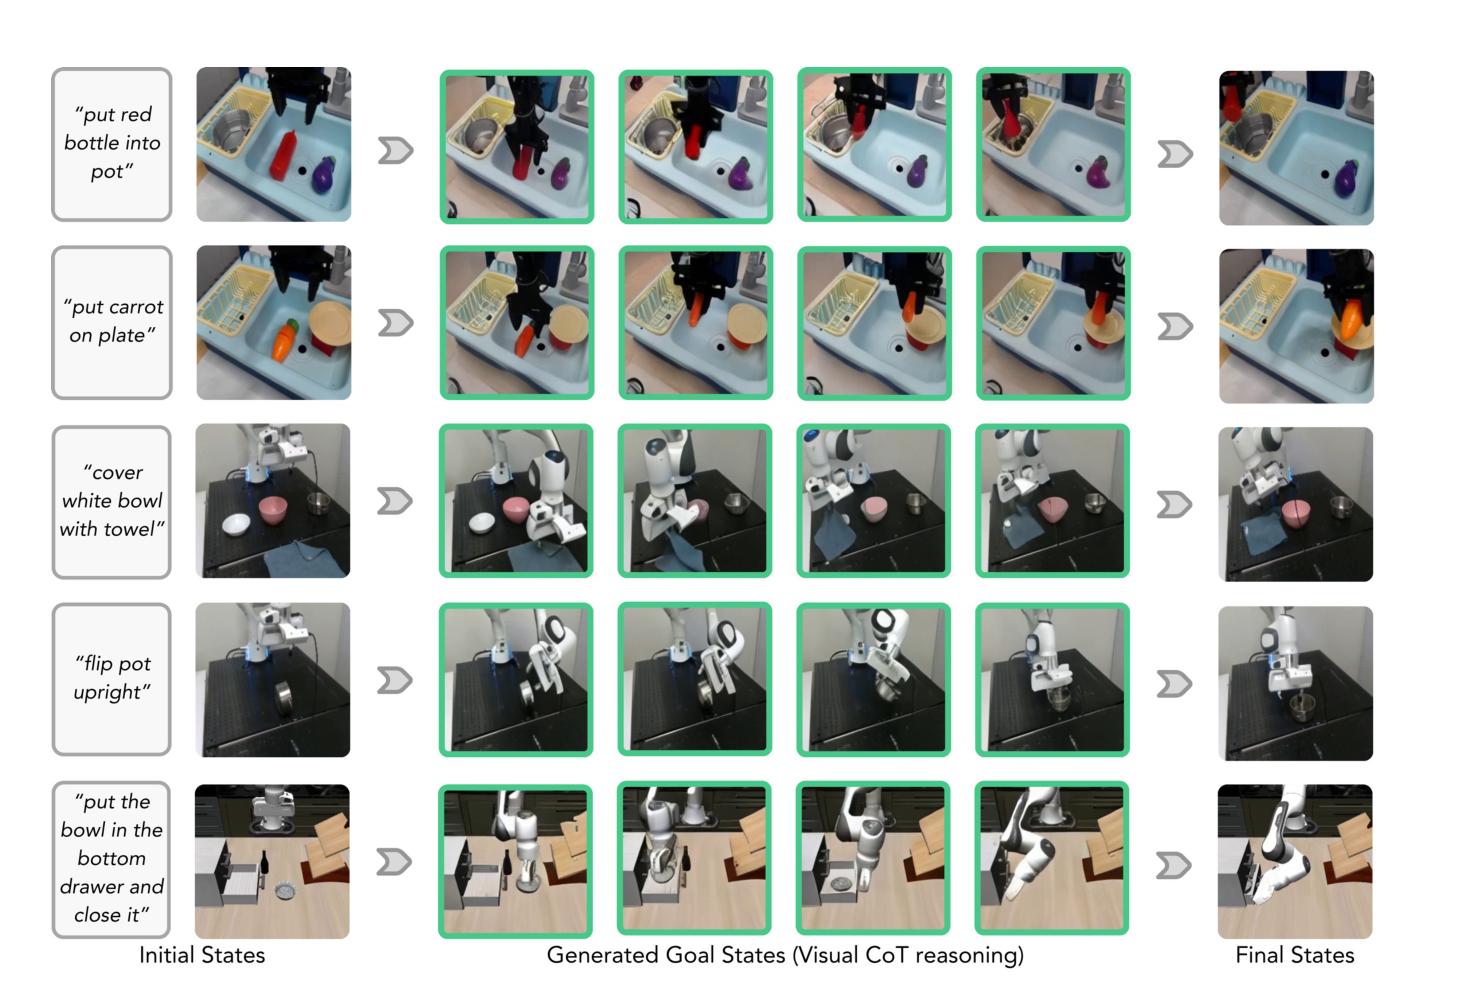 “put red
bottle into
pot”
“put carrot
on plate”
“cover
white bowl
with towel”
“flip pot
upright”
“put the
bowl in the
bottom
drawer and
close it”
Initial States
Generated Goal States (Visual CoT reasoning)
Final States